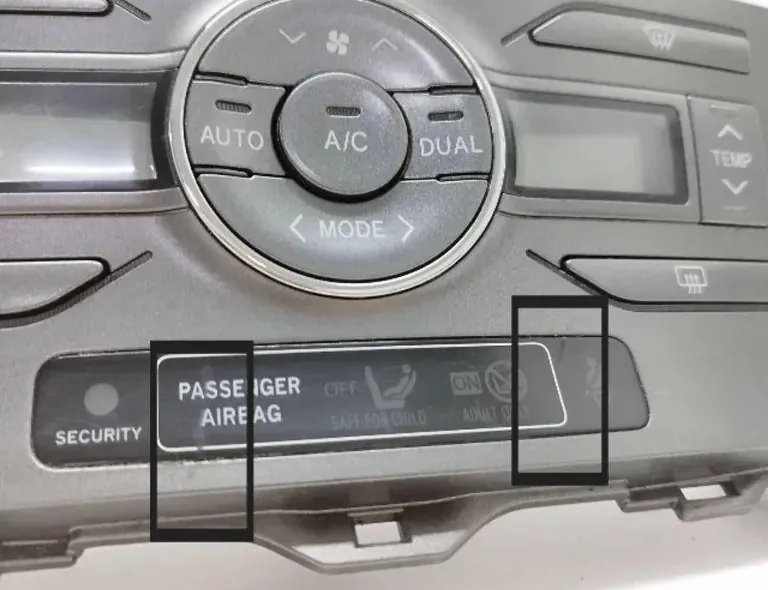 AUTO
A/C
DUAL
TEMP
< MODE >
PASSENGER
AIRBAG
OFF
SAFE FOR CHILD
ON
ADULT ONLY
SECURITY